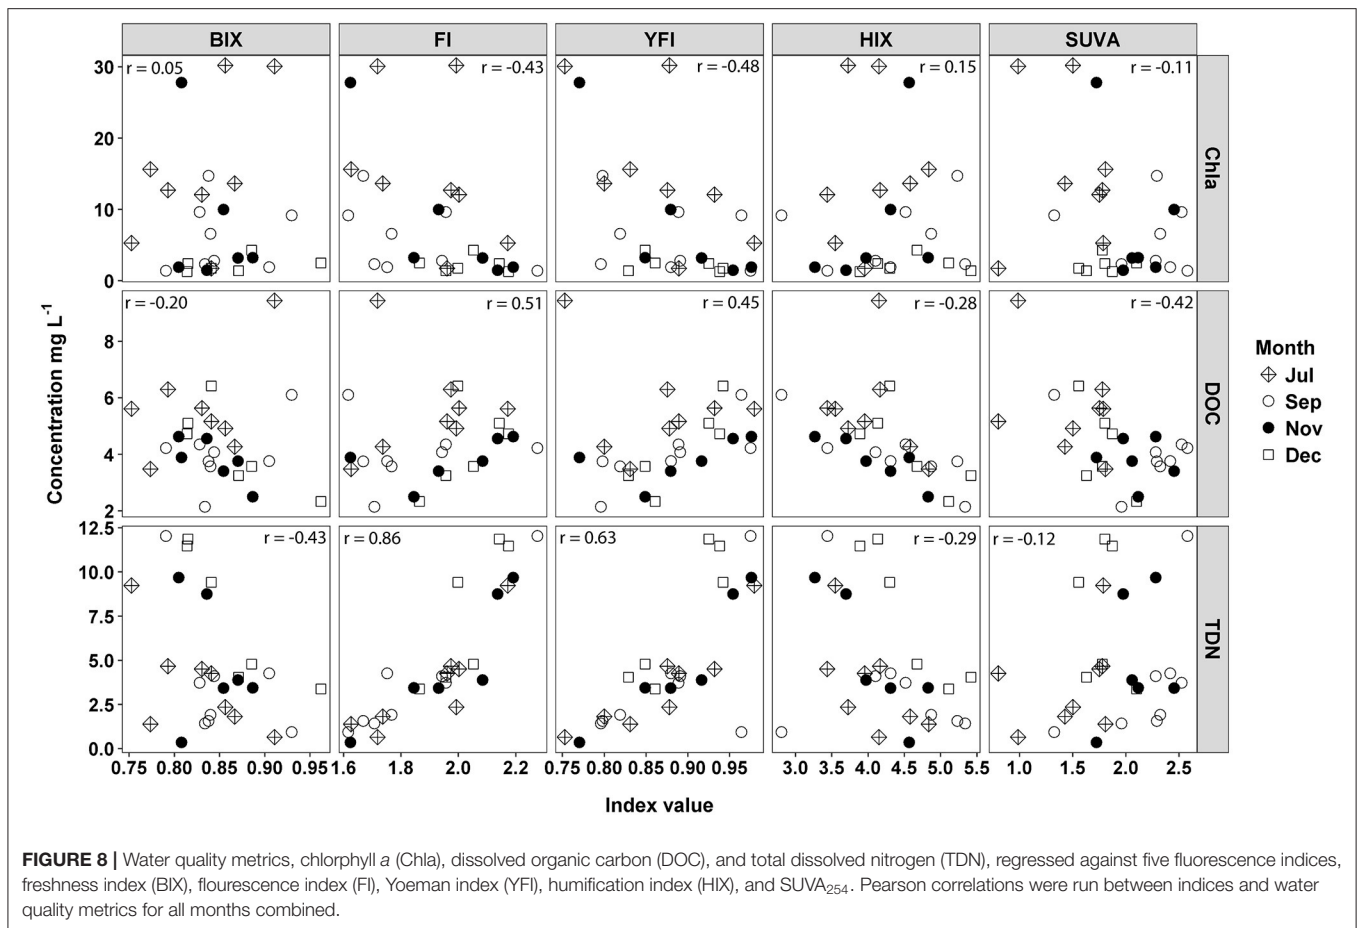 BIX FI YFI HIX SUVA
30 r = 0.05 r = -0.43 r = -0.48 r = 0.15 r = -0.11
20
10
0
Chla
r = -0.20 r = 0.51 r = 0.45 r = -0.28 r = -0.42
8
6
4
2
DOC
12.5 r = -0.43 r = 0.86 r = 0.63 r = -0.29 r = -0.12
10.0
7.5
5.0
2.5
0.0
TDN
Concentration mg L-1
0.75 0.80 0.85 0.90 0.95 1.6 1.8 2.0 2.2 0.75 0.80 0.85 0.90 0.95 3.0 3.5 4.0 4.5 5.0 5.5 1.0 1.5 2.0 2.5
Index value
Month
Jul
Sep
Nov
Dec
FIGURE 8 | Water quality metrics, chlorphyll a (Chla), dissolved organic carbon (DOC), and total dissolved nitrogen (TDN), regressed against five fluorescence indices,
freshness index (BIX), flourescence index (FI), Yoeman index (YFI), humification index (HIX), and SUVA254. Pearson correlations were run between indices and water
quality metrics for all months combined.